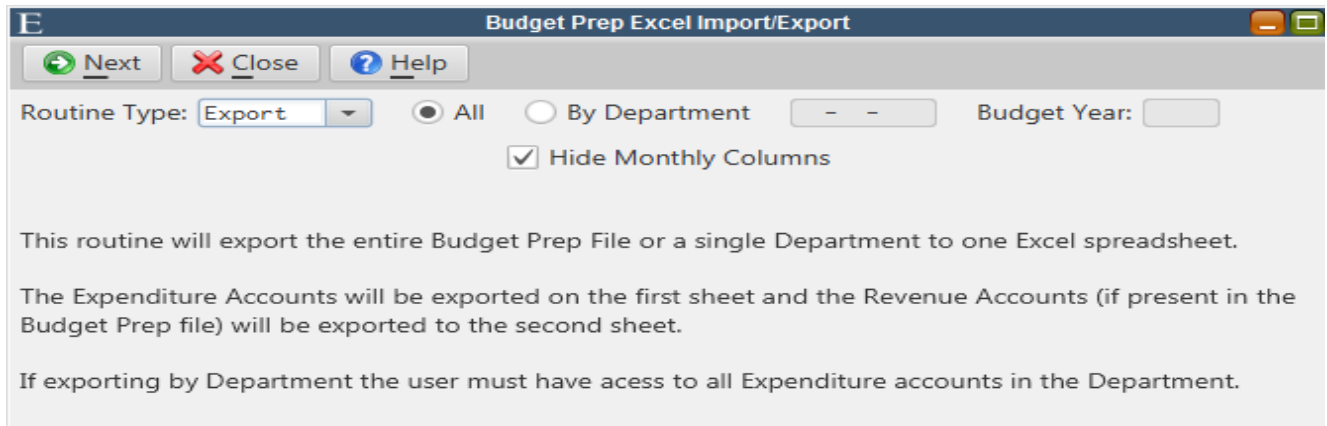 E Budget Prep Excel Import/Export
Next Close Help
Routine Type: Export All By Department - - Budget Year:
Hide Monthly Columns
This routine will export the entire Budget Prep File or a single Department to one Excel spreadsheet.
The Expenditure Accounts will be exported on the first sheet and the Revenue Accounts (if present in the
Budget Prep file) will be exported to the second sheet.
If exporting by Department the user must have acess to all Expenditure accounts in the Department.